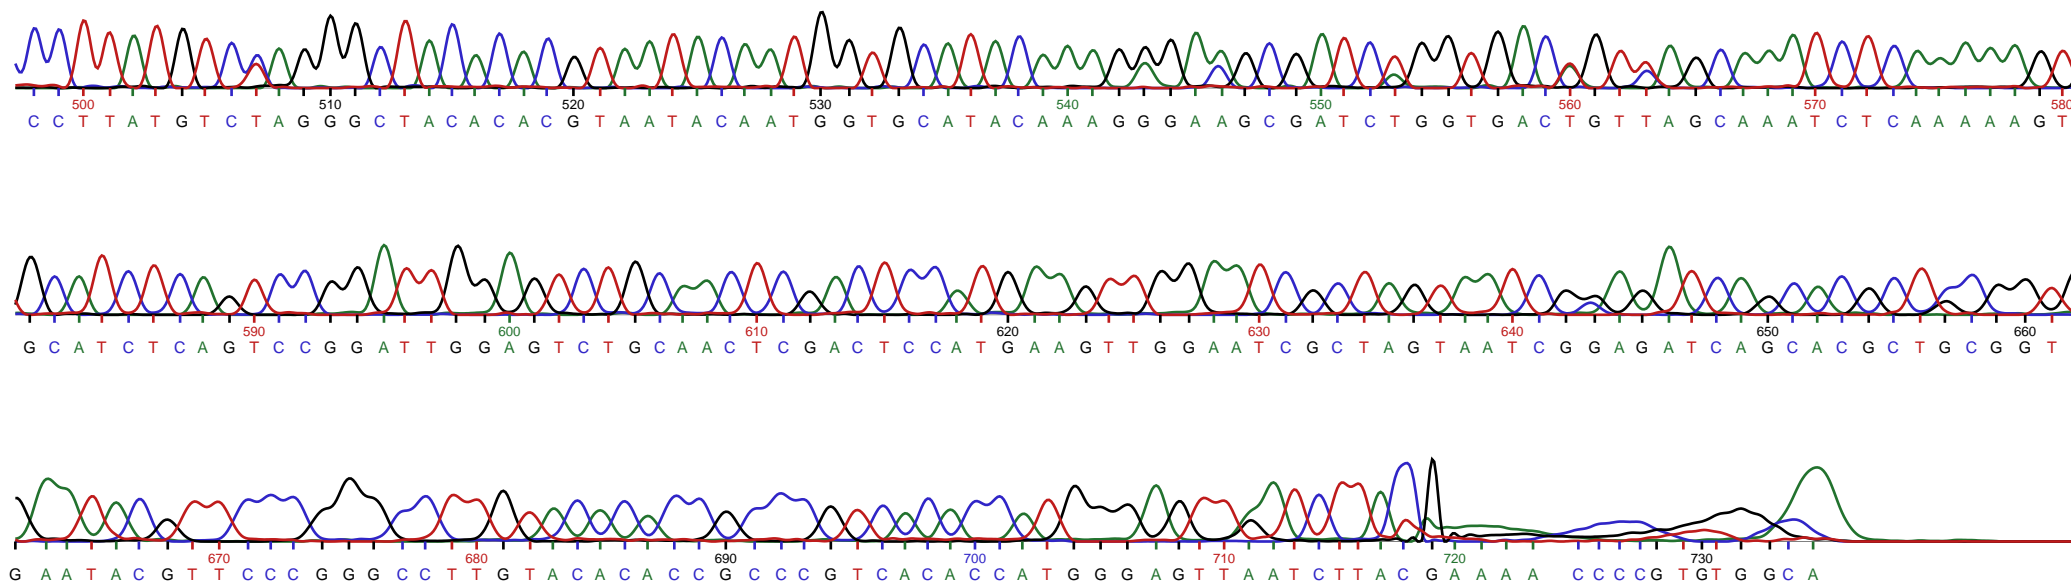 500 510 520 530 540 550 560 570 580
C C T T A T G T C T A G G G C T A C A C A C G T A A T A C A A T G G T G C A T A C A A A G G G A A G C G A T C T G G T G A C T G T T A G C A A A T C T C A A A A A G T
590 600 610 620 630 640 650 660
G C A T C T C A G T C C G G A T T G G A G T C T G C A A C T C G A C T C C A T G A A G T T G G A A T C G C T A G T A A T C G G A G A T C A G C A C G C T G C G G T
670 680 690 700 710 720 730
G A A T A C G T T C C C G G G C C T T G T A C A C A C C G C C C G T C A C A C C A T G G G A G T T A A T C T T A C G A A A A C C C C G T G T G G C A